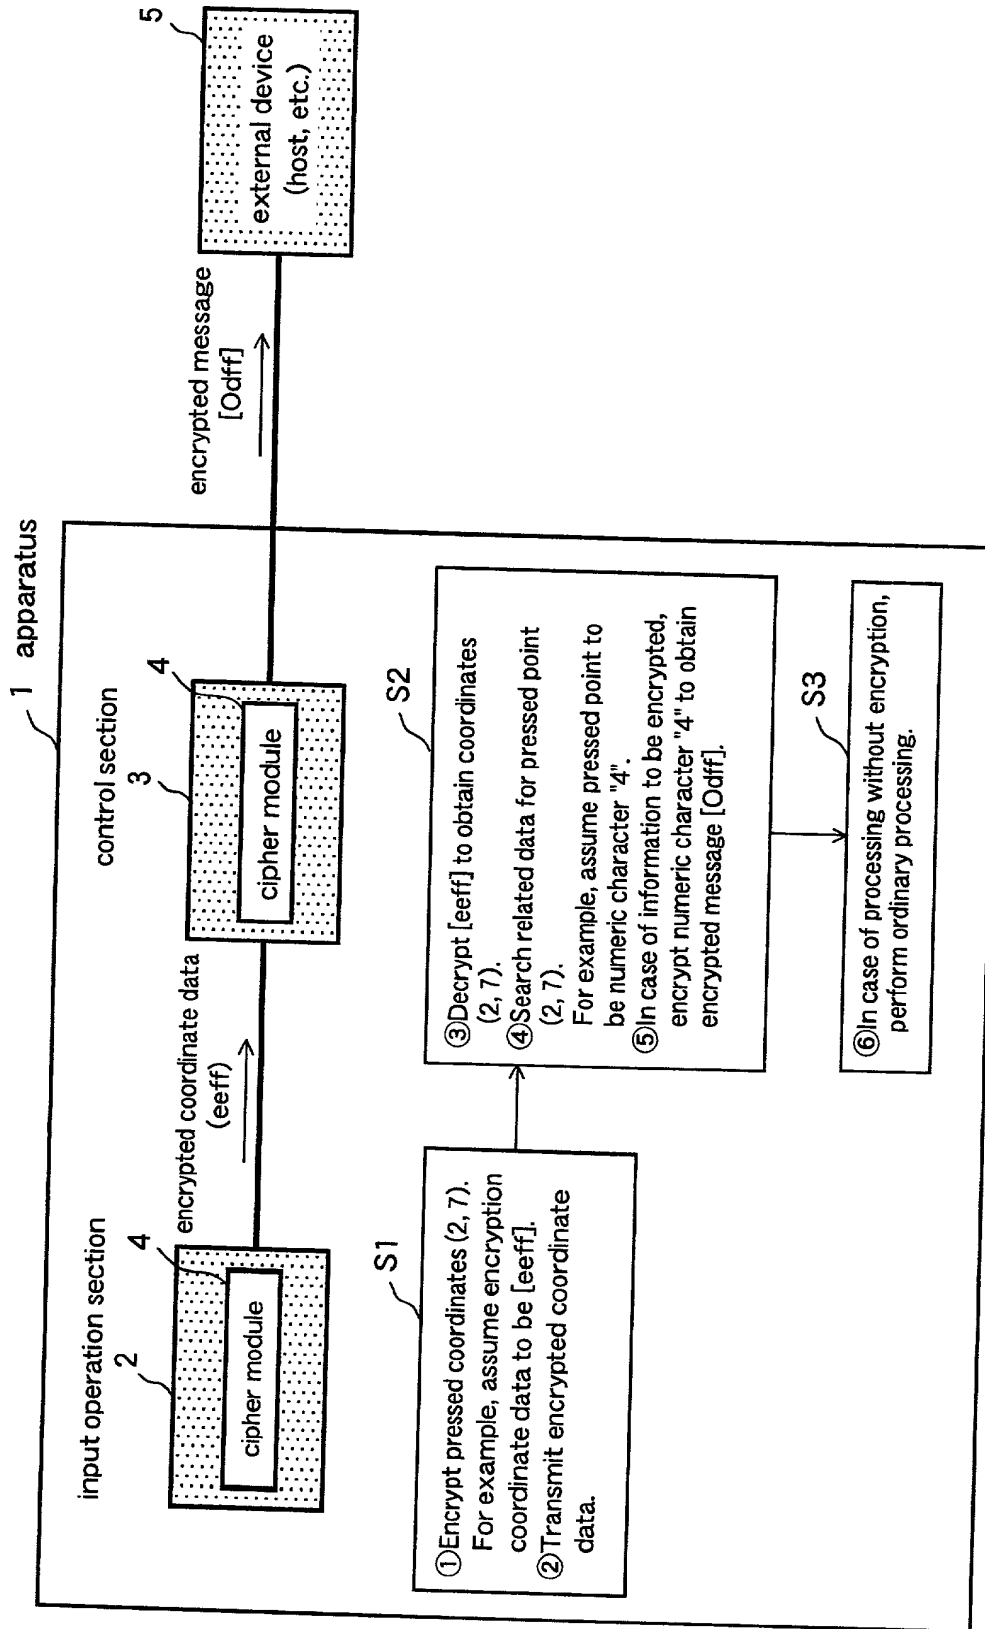 1 apparatus
input operation section
2
4
cipher module
encrypted coordinate data
(eeff)
control section
3
4
cipher module
encrypted message
[Odff]
5
external device
(host, etc.)
S1
①Encrypt pressed coordinates (2, 7).
For example, assume encryption
coordinate data to be [eeff].
②Transmit encrypted coordinate
data.
S2
③Decrypt [eeff] to obtain coordinates
(2, 7).
④Search related data for pressed point
(2, 7).
For example, assume pressed point to
be numeric character "4".
⑤In case of information to be encrypted,
encrypt numeric character "4" to obtain
encrypted message [Odff].
S3
⑥In case of processing without encryption,
perform ordinary processing.